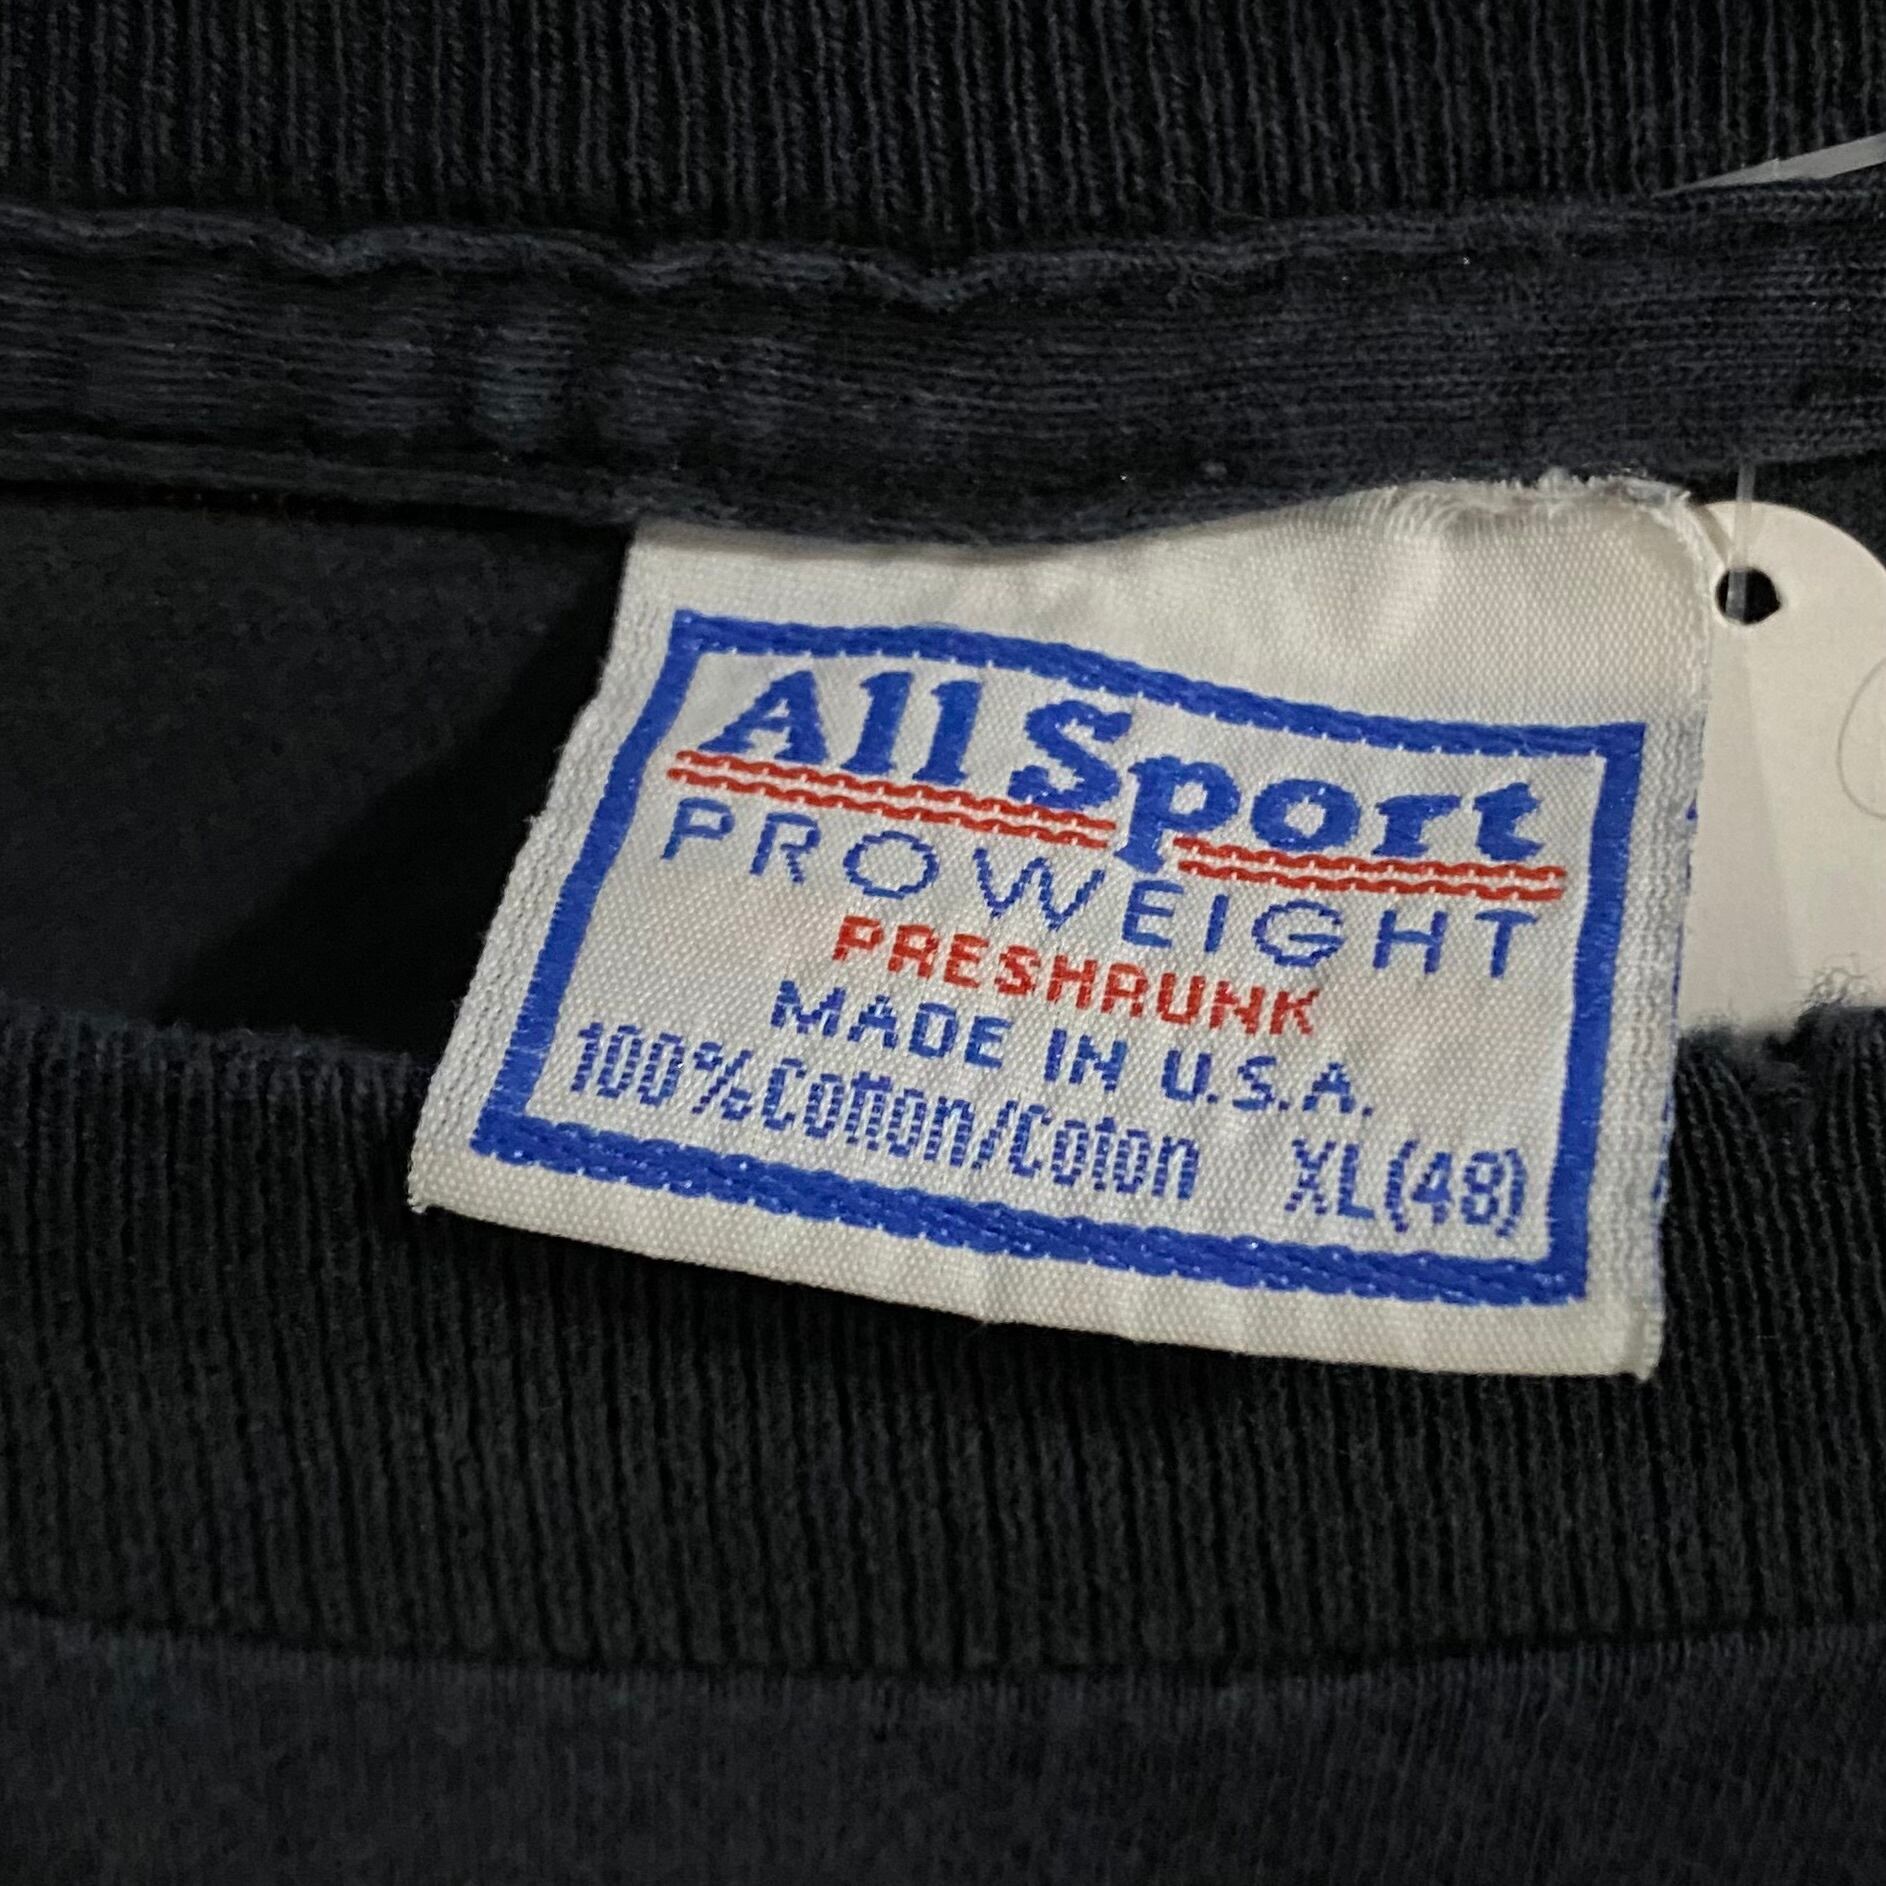 All Sport
PROWEIGHT
PRESHRUNK
MADE IN U.S.A.
100%Cotton/Coton XL(48)